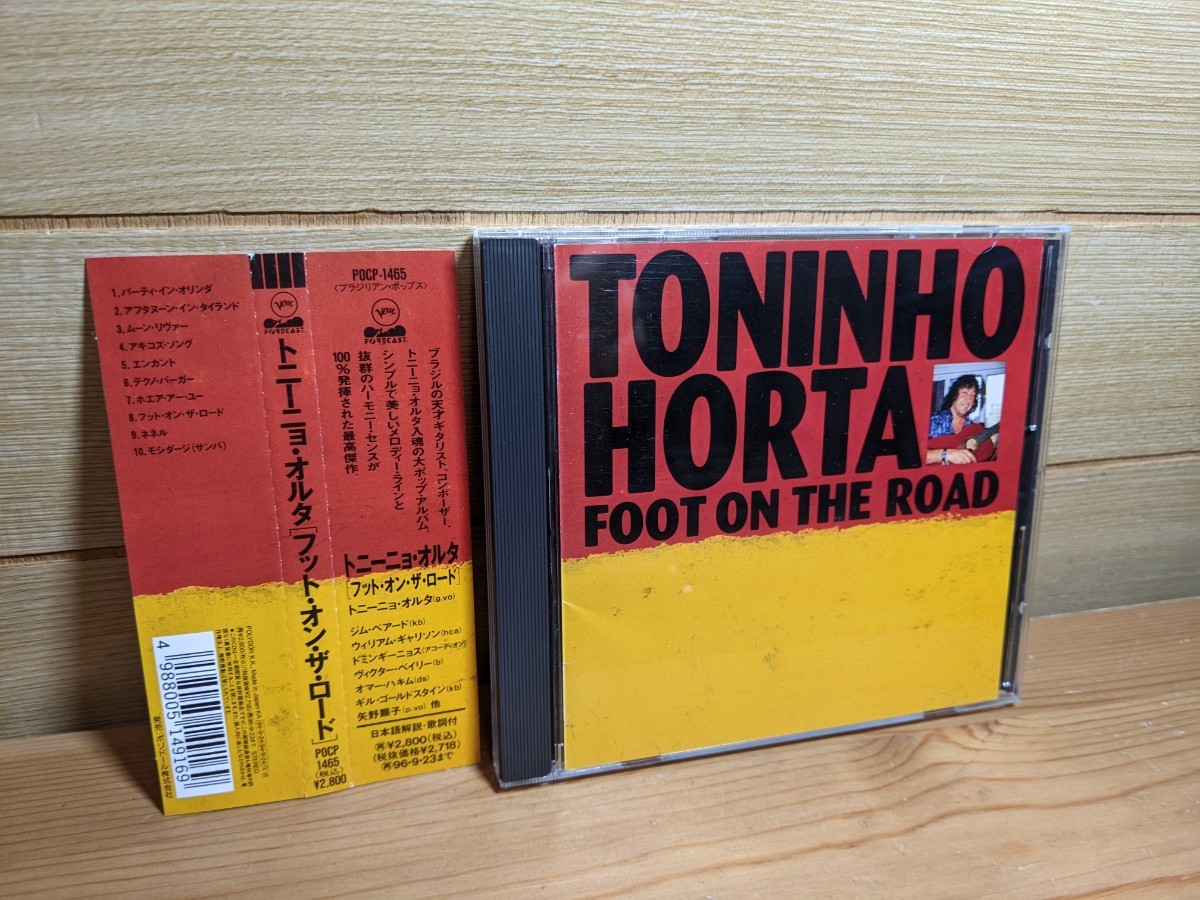 1.パーティ・イン・オリンダ
2.アフタヌーン・イン・タイランド
3.ムーン・リヴァー
4.アキコズ・ソング
5.エンカント
6.テクノ・バーガー
7.ホエア・アー・ユー
8.フット・オン・ザ・ロード
9.ネネル
10.モシダージ(サンバ)
4 988005 149169
発売:ポリドール株式会社
POLYDOR K.K. Made in Japan
STEREO
Verve
FORECAST
トニーニョ・オルタ[フット・オン・ザ・ロード]
POCP
1465
(税込)
¥2,800
POCP-1465
〈ブラジリアン・ポップス〉
Verve
FORECAST
ブラジルの天才ギタリスト、コンポーザー、
トニーニョ・オルタ入魂の大ポップ・アルバム。
シンプルで美しいメロディー・ラインと
抜群のハーモニー・センスが
100%発揮された最高傑作。
トニーニョ・オルタ
[フット・オン・ザ・ロード]
トニーニョ・オルタ(g.vo)
ジム・ベアード(kb)
ウィリアム・ギャリソン(hca)
ドミンギーニョス(アコーディオン)
ヴィクター・ベイリー(b)
オマー・ハキム(ds)
ギル・ゴールドスタイン(kb)
矢野顕子(p.vo) 他
日本語解説・歌詞付
㋳¥2,800(税込)
(税抜価格¥2,718)
㋳96・9・23まで
TONINHO
HORTA
FOOT ON THE ROAD